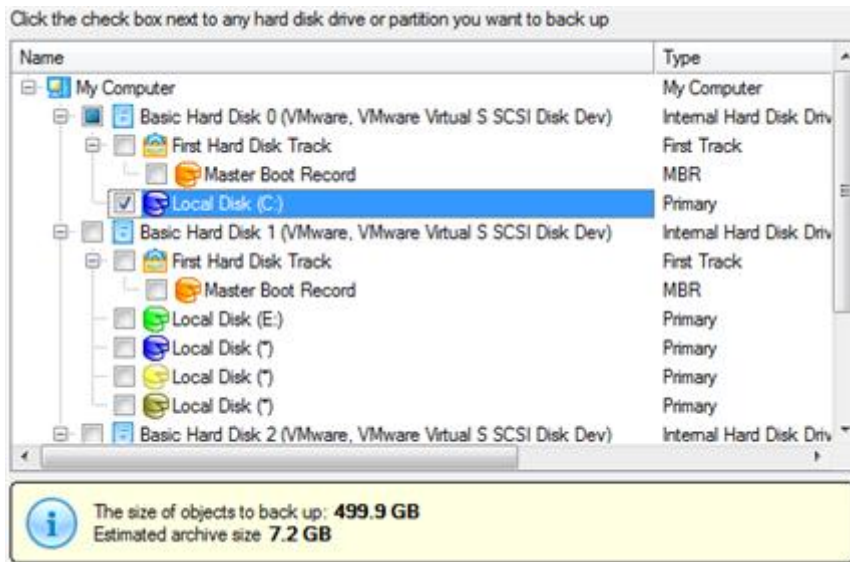 Click the check box next to any hard disk drive or partition you want to back up
Name Type
My Computer My Computer
Basic Hard Disk 0 (VMware, VMware Virtual S SCSI Disk Dev) Internal Hard Disk Driv
First Hard Disk Track First Track
Master Boot Record MBR
Local Disk (C:) Primary
Basic Hard Disk 1 (VMware, VMware Virtual S SCSI Disk Dev) Internal Hard Disk Driv
First Hard Disk Track First Track
Master Boot Record MBR
Local Disk (E:) Primary
Local Disk (*) Primary
Local Disk (*) Primary
Local Disk (*) Primary
Basic Hard Disk 2 (VMware, VMware Virtual S SCSI Disk Dev) Internal Hard Disk Driv
The size of objects to back up: 499.9 GB
Estimated archive size 7.2 GB